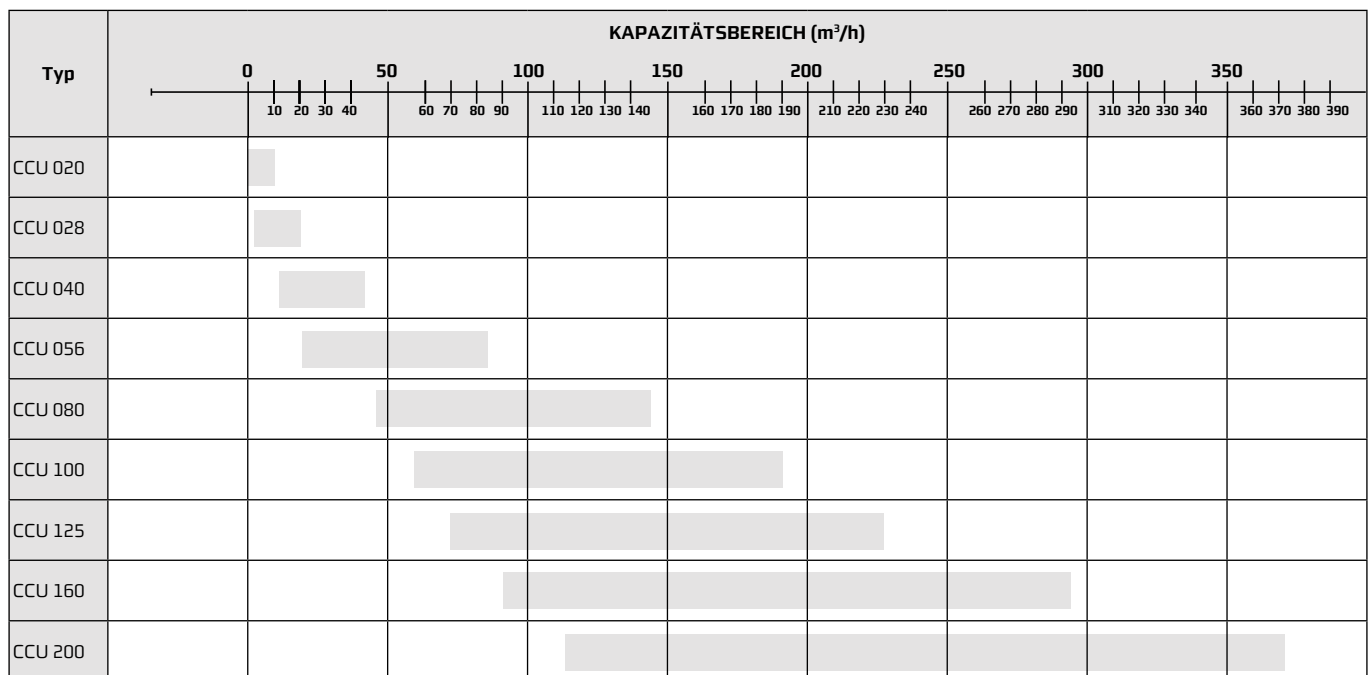 KAPAZITÄTSBEREICH (m³/h)
Typ
0 50 100 150 200 250 300 350
10 20 30 40 60 70 80 90 110 120 130 140 160 170 180 190 210 220 230 240 260 270 280 290 310 320 330 340 360 370 380 390
CCU 020
CCU 028
CCU 040
CCU 056
CCU 080
CCU 100
CCU 125
CCU 160
CCU 200